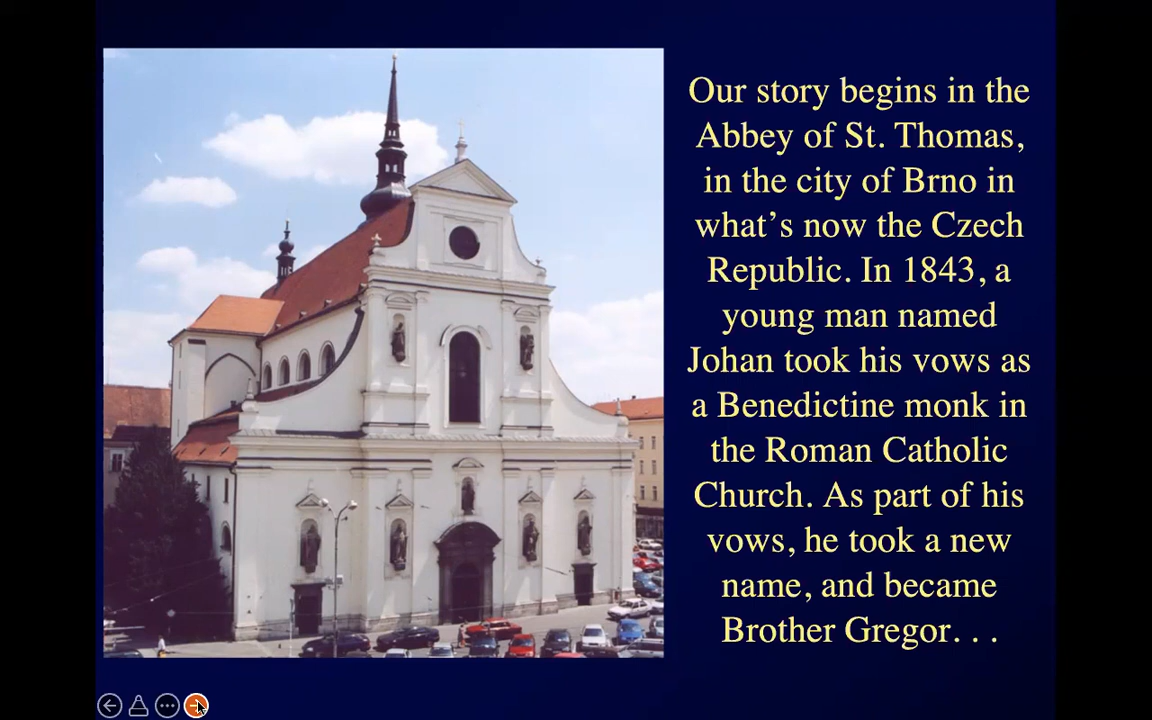 Our story begins in the
Abbey of St. Thomas,
in the city of Brno in
what’s now the Czech
Republic. In 1843, a
young man named
Johan took his vows as
a Benedictine monk in
the Roman Catholic
Church. As part of his
vows, he took a new
name, and became
Brother Gregor. . .